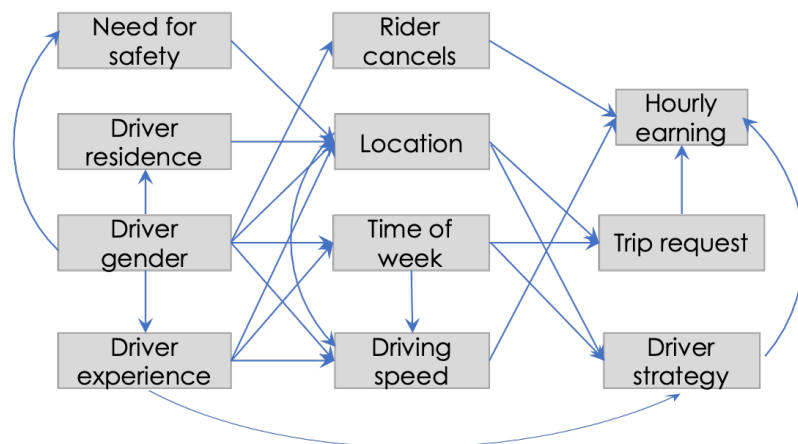 Need for
safety
Rider
cancels
Hourly
earning
Driver
residence
Location
Driver
gender
Time of
week
Trip request
Driver
experience
Driving
speed
Driver
strategy